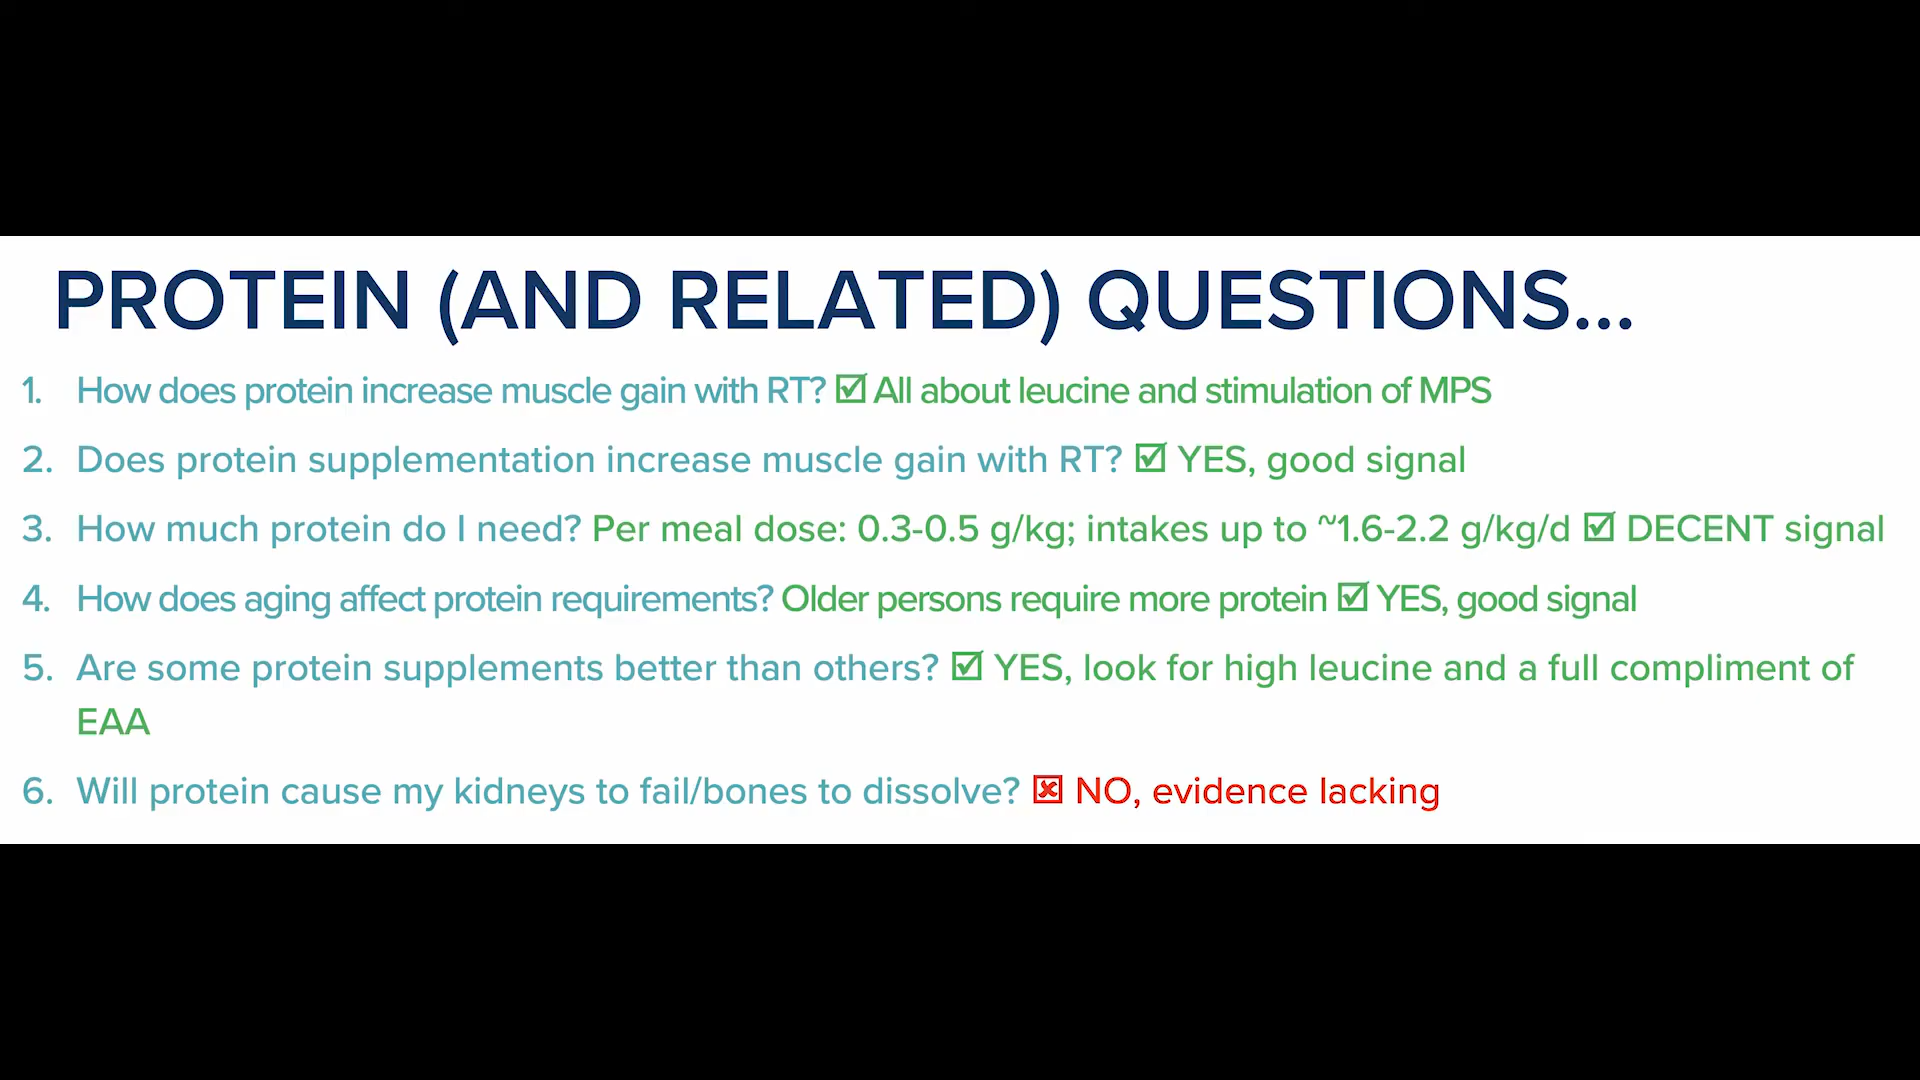 PROTEIN (AND RELATED) QUESTIONS...
1. How does protein increase muscle gain with RT? ☑ All about leucine and stimulation of MPS
2. Does protein supplementation increase muscle gain with RT? ☑ YES, good signal
3. How much protein do I need? Per meal dose: 0.3-0.5 g/kg; intakes up to ~1.6-2.2 g/kg/d ☑ DECENT signal
4. How does aging affect protein requirements? Older persons require more protein ☑ YES, good signal
5. Are some protein supplements better than others? ☑ YES, look for high leucine and a full compliment of
EAA
6. Will protein cause my kidneys to fail/bones to dissolve? ☒ NO, evidence lacking